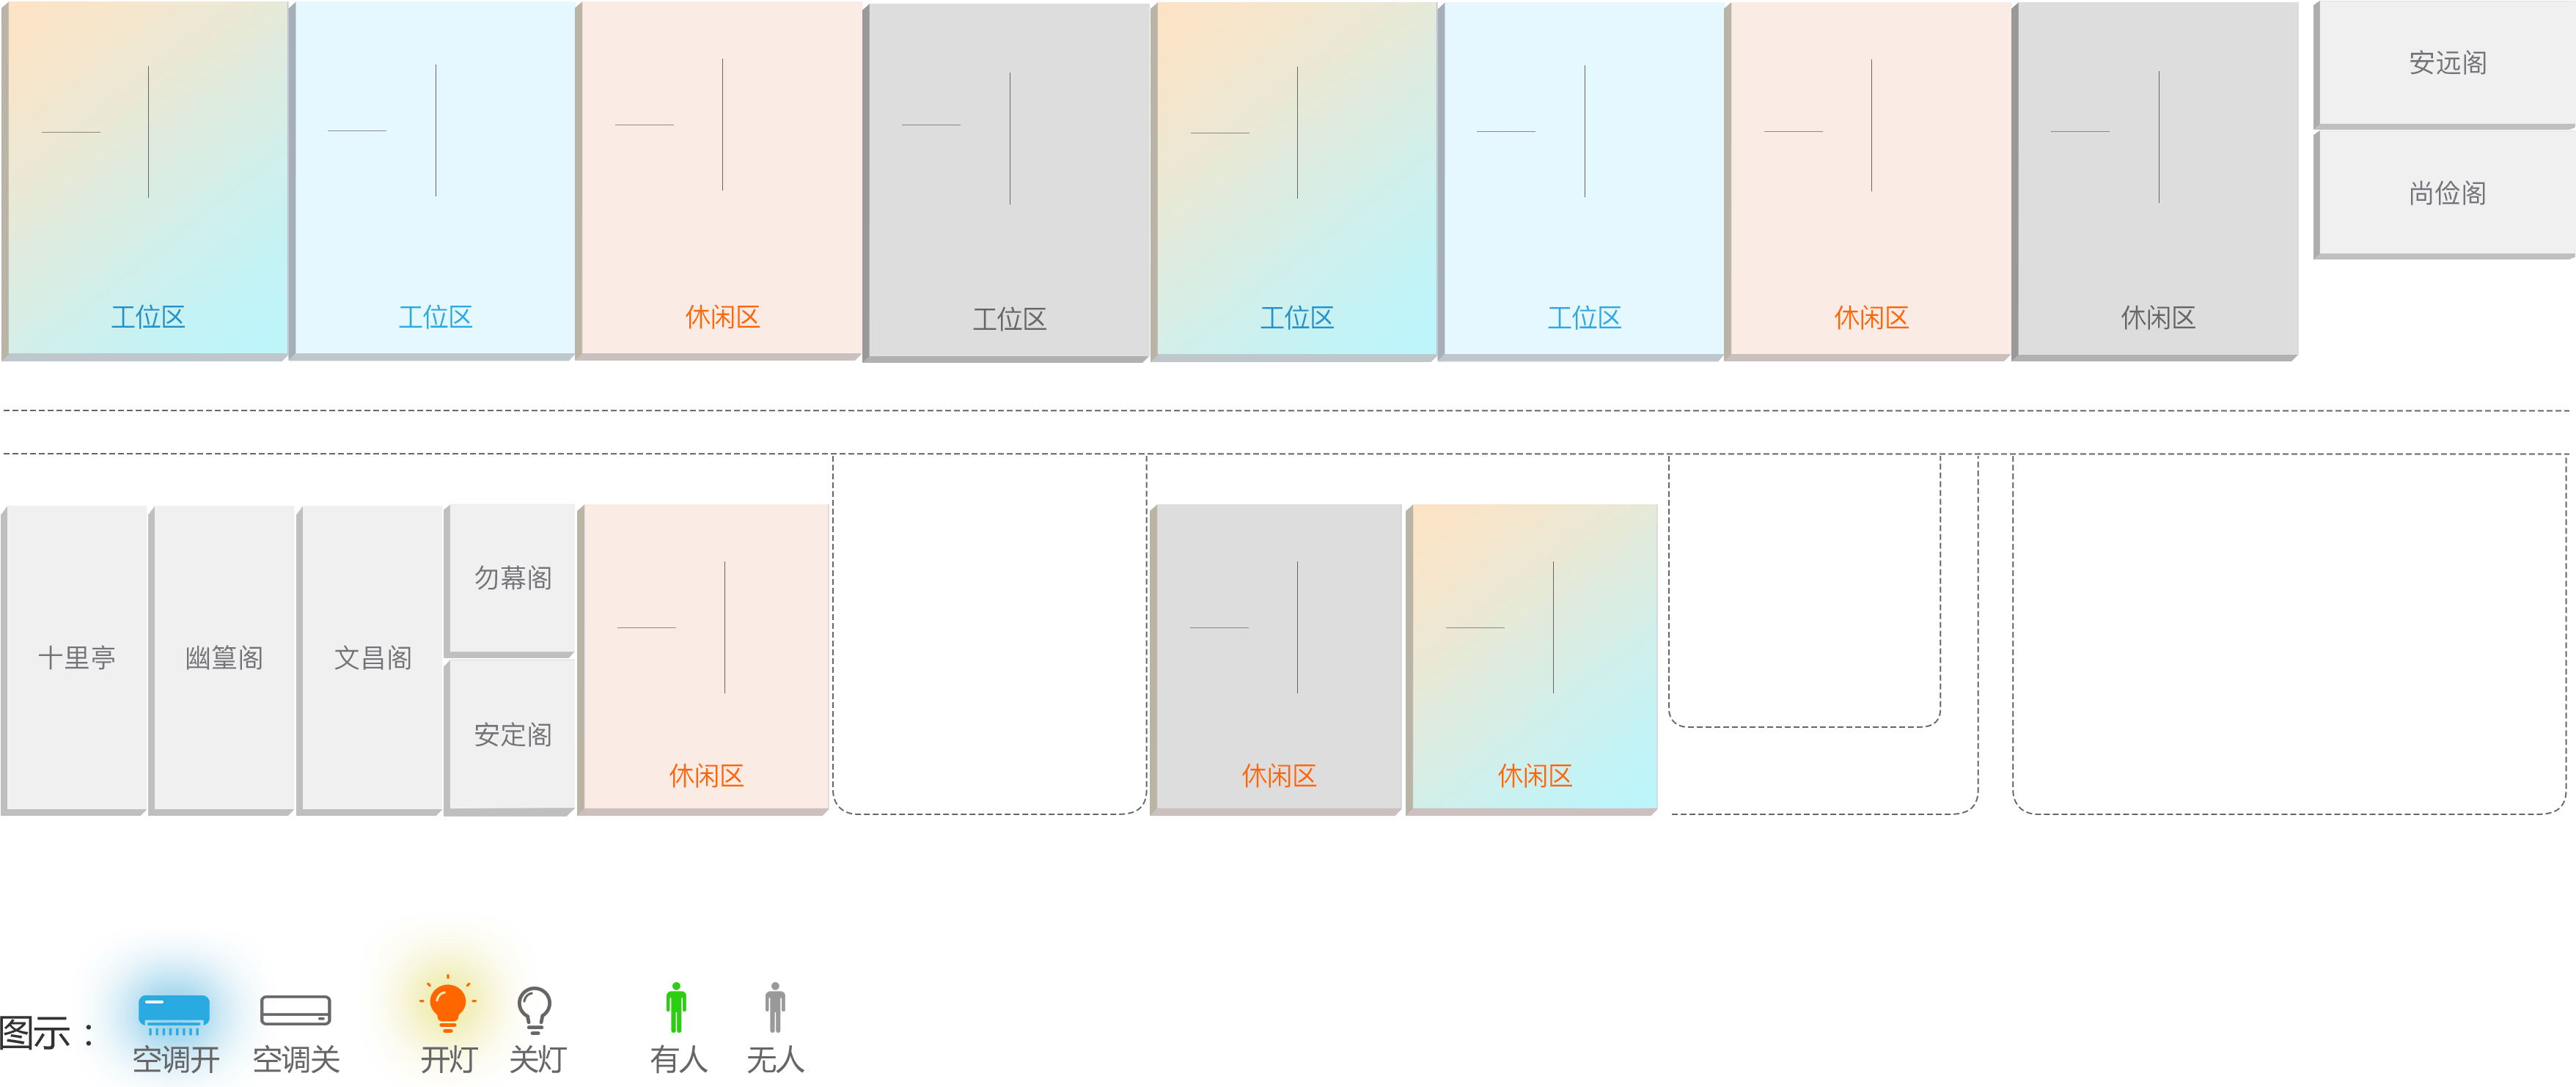 安远阁
尚俭阁
工位区
工位区
休闲区
工位区
工位区
工位区
休闲区
休闲区
勿幕阁
十里亭
幽篁阁
文昌阁
安定阁
休闲区
休闲区
休闲区
图示：
空调开
空调关
开灯
关灯
有人
无人